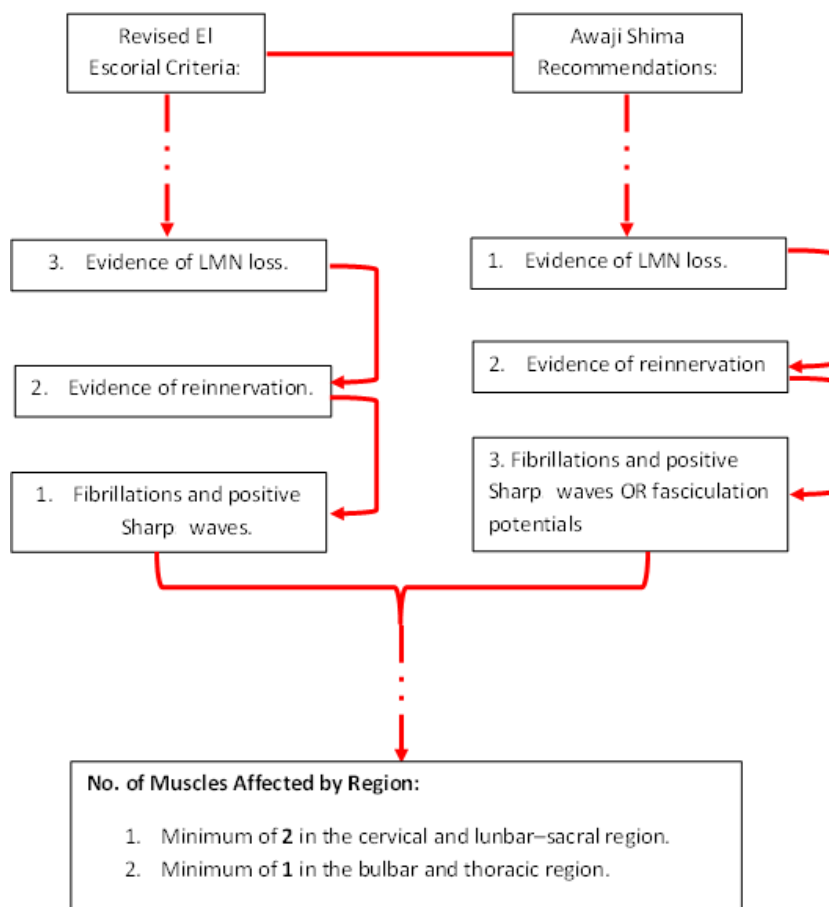 Revised El
Escorial Criteria:
Awaji Shima
Recommendations:
3. Evidence of LMN loss.
1. Evidence of LMN loss.
2. Evidence of reinnervation.
2. Evidence of reinnervation
1. Fibrillations and positive
Sharp waves.
3. Fibrillations and positive
Sharp waves OR fasciculation
potentials
No. of Muscles Affected by Region:
1. Minimum of 2 in the cervical and lunbar–sacral region.
2. Minimum of 1 in the bulbar and thoracic region.